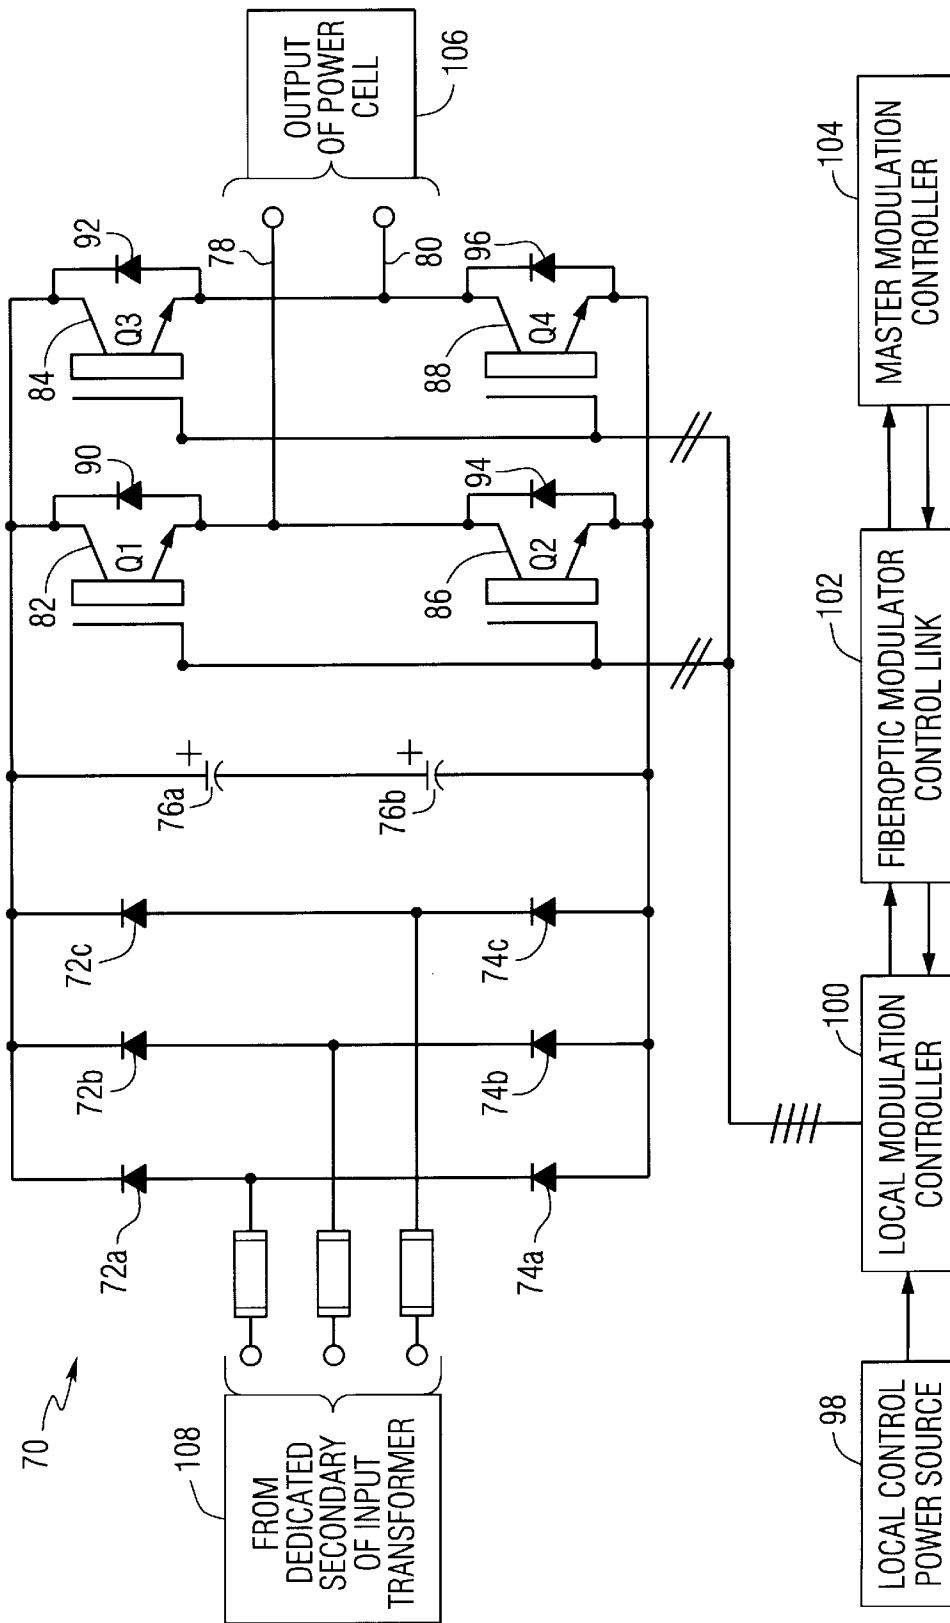 70
108
FROM
DEDICATED
SECONDARY
OF INPUT
TRANSFORMER
72a
72b
72c
74a
74b
74c
76a
+
76b
+
82
Q1
90
84
Q3
92
86
Q2
94
88
Q4
96
78
80
OUTPUT
OF POWER
CELL
106
98
LOCAL CONTROL
POWER SOURCE
100
LOCAL MODULATION
CONTROLLER
102
FIBEROPTIC MODULATOR
CONTROL LINK
104
MASTER MODULATION
CONTROLLER